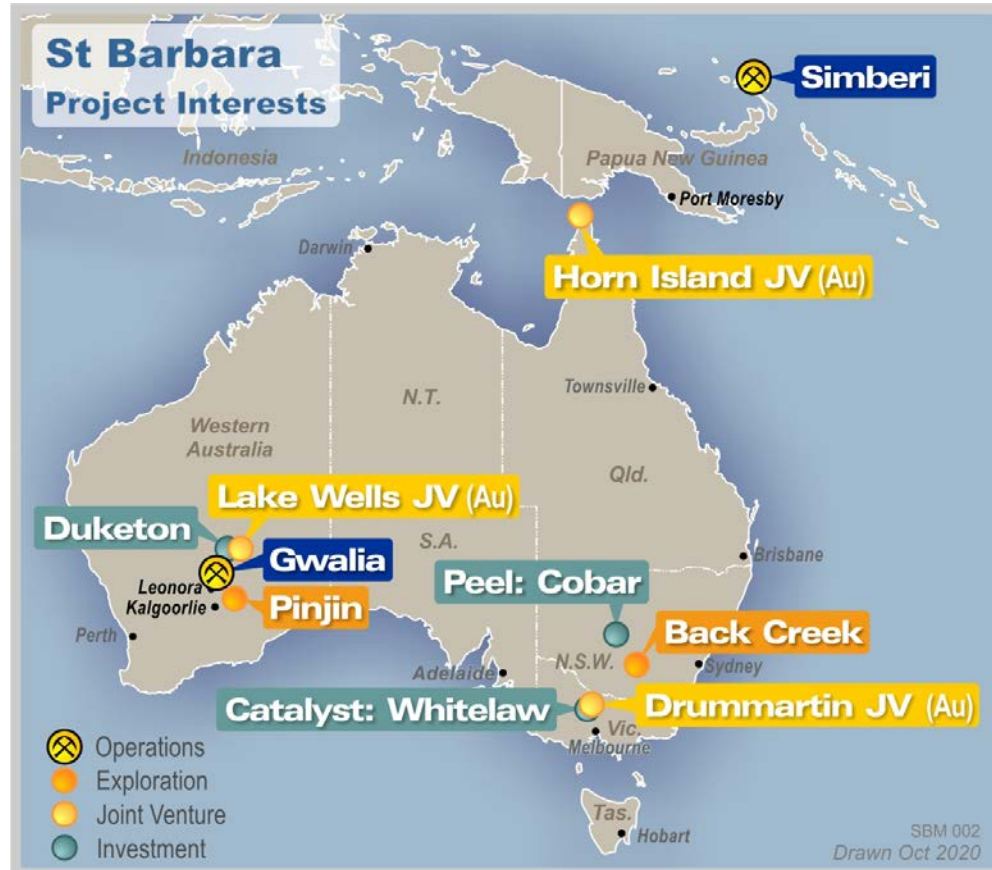 St Barbara
Project Interests
Simberi
Indonesia
Papua New Guinea
Port Moresby
Darwin
Horn Island JV (Au)
Townsville
N.T.
Western
Australia
Qld.
Lake Wells JV (Au)
Duketon
S.A.
Brisbane
Gwalia
Peel: Cobar
Leonora
Kalgoorlie
Pinjin
Back Creek
Perth
N.S.W.
Sydney
Adelaide
Catalyst: Whitelaw
Drummartin JV (Au)
Vic.
Melbourne
Operations
Exploration
Joint Venture
Investment
Tas.
Hobart
SBM 002
Drawn Oct 2020